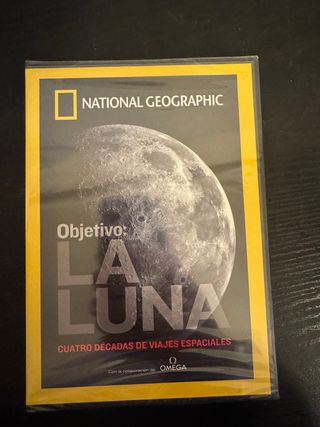 NATIONAL GEOGRAPHIC
Objetivo:
LA
LUNA
CUATRO DÉCADAS DE VIAJES ESPACIALES
Con la colaboración de:
Ω
OMEGA